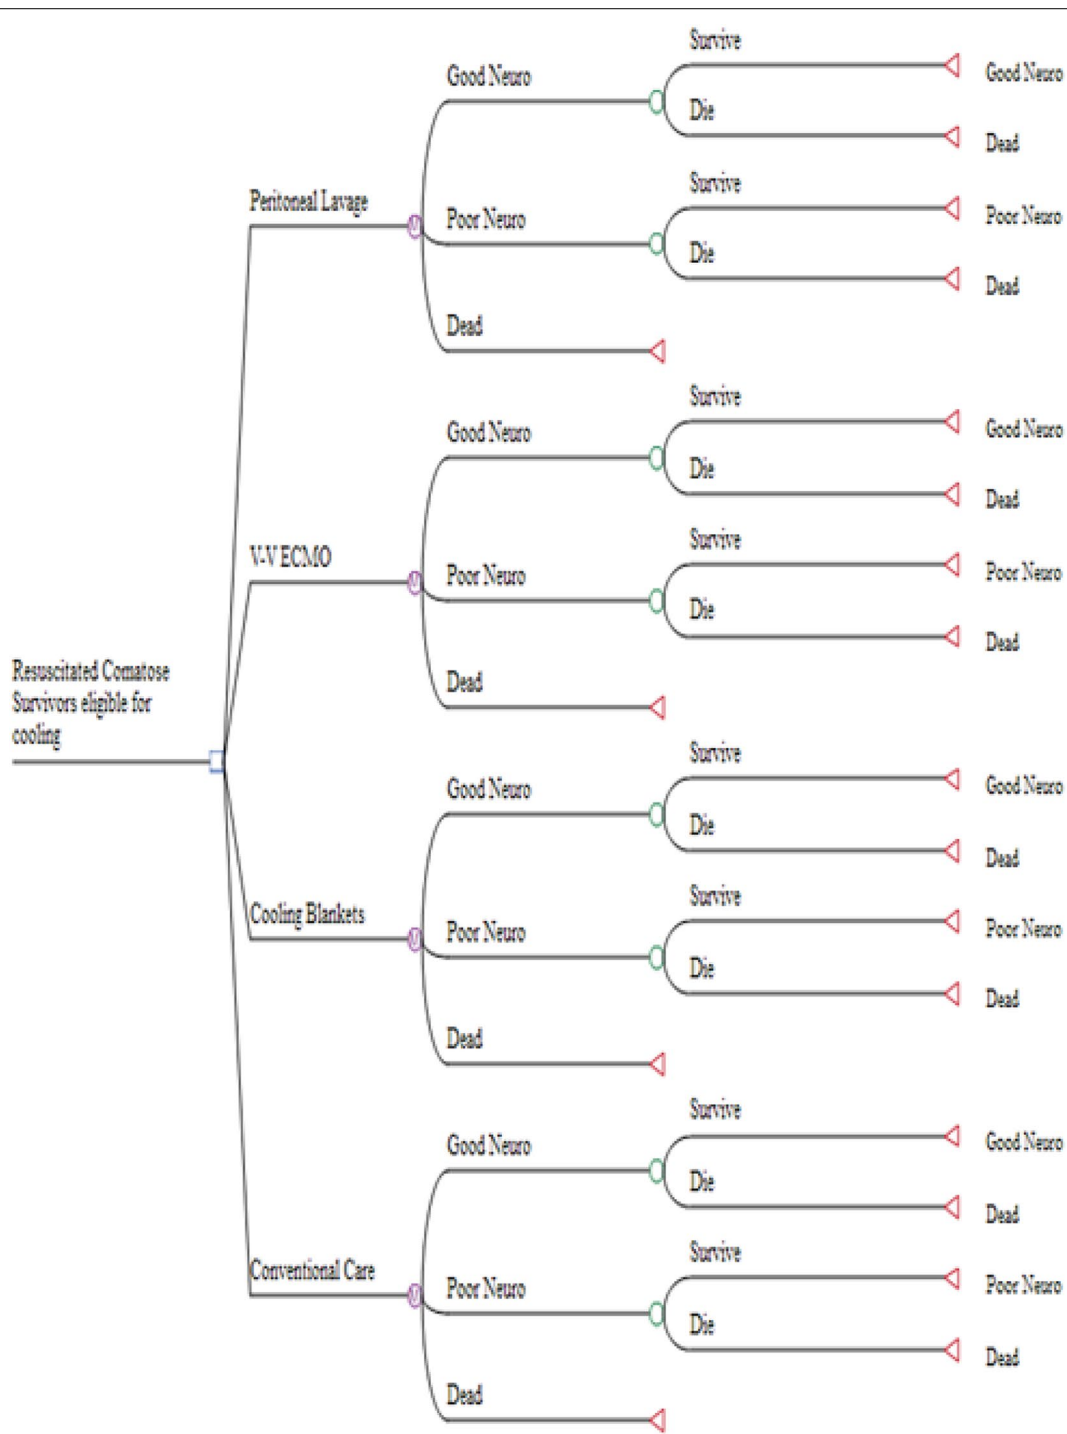 Survive
Good Neuro
Good Neuro
Die
Dead
Survive
Peritoneal Lavage
Poor Neuro
Poor Neuro
Die
Dead
Dead
Survive
Good Neuro
Good Neuro
Die
Dead
Survive
V-V ECMO
Poor Neuro
Poor Neuro
Die
Dead
Dead
Resuscitated Comatose
Survivors eligible for
cooling
Survive
Good Neuro
Good Neuro
Die
Dead
Survive
Cooling Blankets
Poor Neuro
Poor Neuro
Die
Dead
Dead
Survive
Good Neuro
Good Neuro
Die
Dead
Survive
Conventional Care
Poor Neuro
Poor Neuro
Die
Dead
Dead